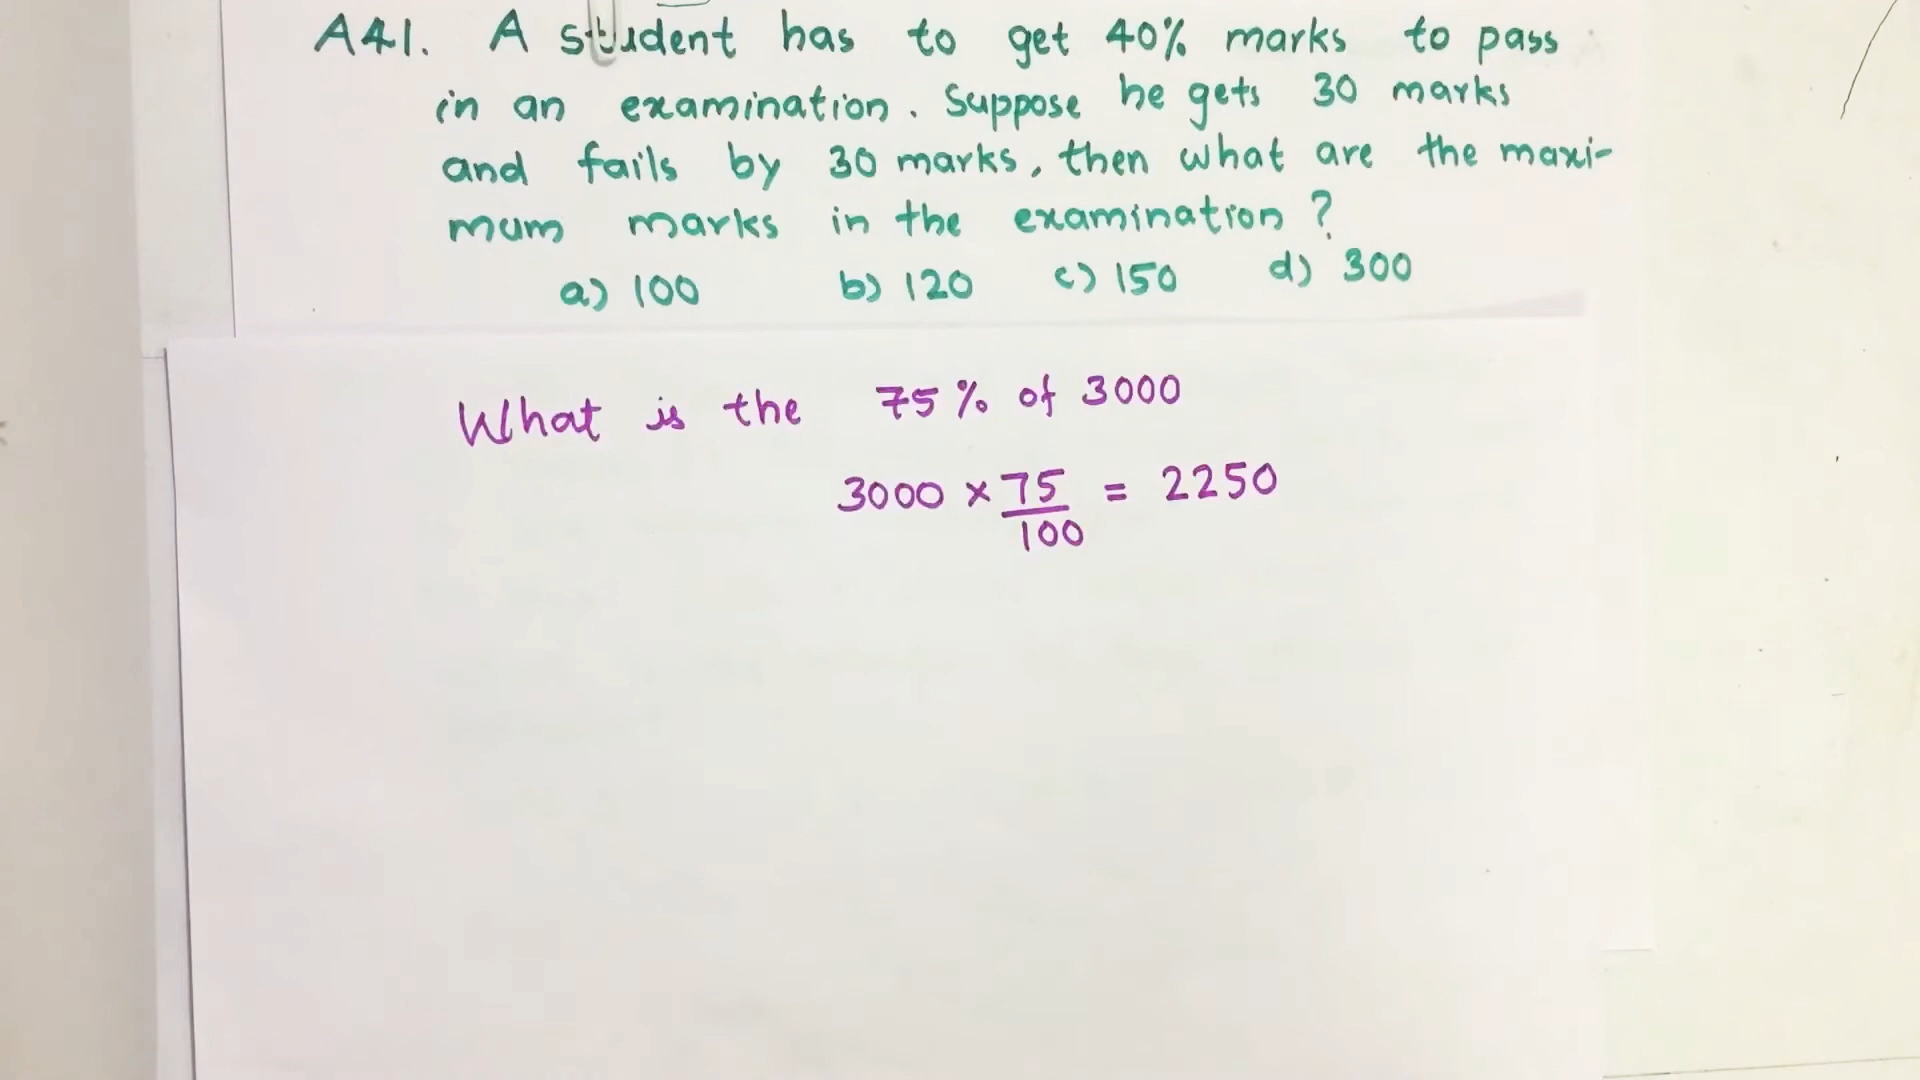 A41. A student has to get 40% marks to pass
in an examination. Suppose he gets 30 marks
and fails by 30 marks, then what are the maxi-
mum marks in the examination ?
a) 100 b) 120 c) 150 d) 300
What is the 75% of 3000
3000 × 75/100 = 2250